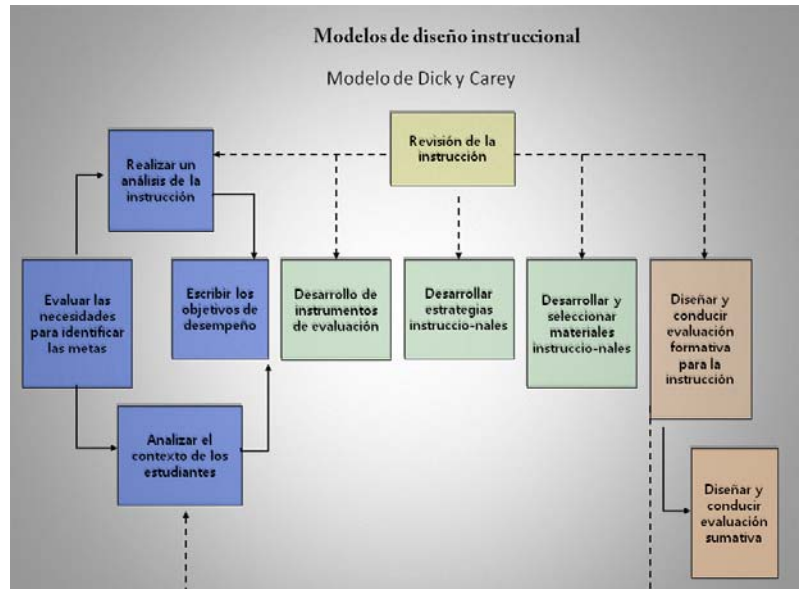 Modelos de diseño instruccional
Modelo de Dick y Carey
Realizar un
análisis de la
instrucción
Revisión de la
instrucción
Evaluar las
necesidades
para identificar
las metas
Escribir los
objetivos de
desempeño
Desarrollo de
instrumentos
de evaluación
Desarrollar
estrategias
instruccio-nales
Desarrollar y
seleccionar
materiales
instruccio-nales
Diseñar y
conducir
evaluación
formativa
para la
instrucción
Analizar el
contexto de los
estudiantes
Diseñar y
conducir
evaluación
sumativa